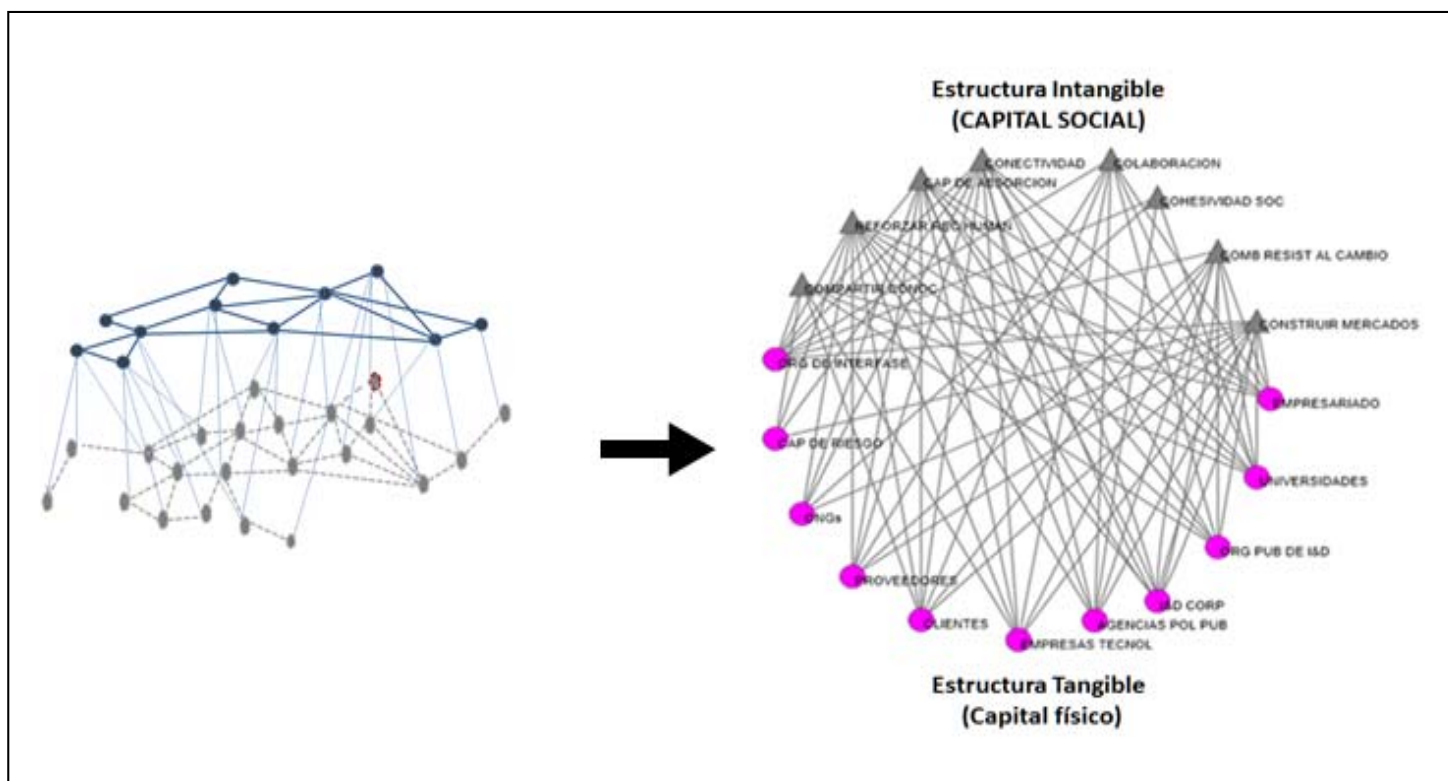 Estructura Intangible
(CAPITAL SOCIAL)
CONECTIVIDAD
COLABORACION
CAP DE ABSORCION
COHESIVIDAD SOC
REFORZAR REC HUMAN
COMB RESIST AL CAMBIO
COMPARTIR CONOC
CONSTRUIR MERCADOS
ORG DE INTERFASE
EMPRESARIADO
CAP DE RIESGO
UNIVERSIDADES
ONGs
ORG PUB DE I&D
PROVEEDORES
I&D CORP
CLIENTES
AGENCIAS POL PUB
EMPRESAS TECNOL
Estructura Tangible
(Capital físico)